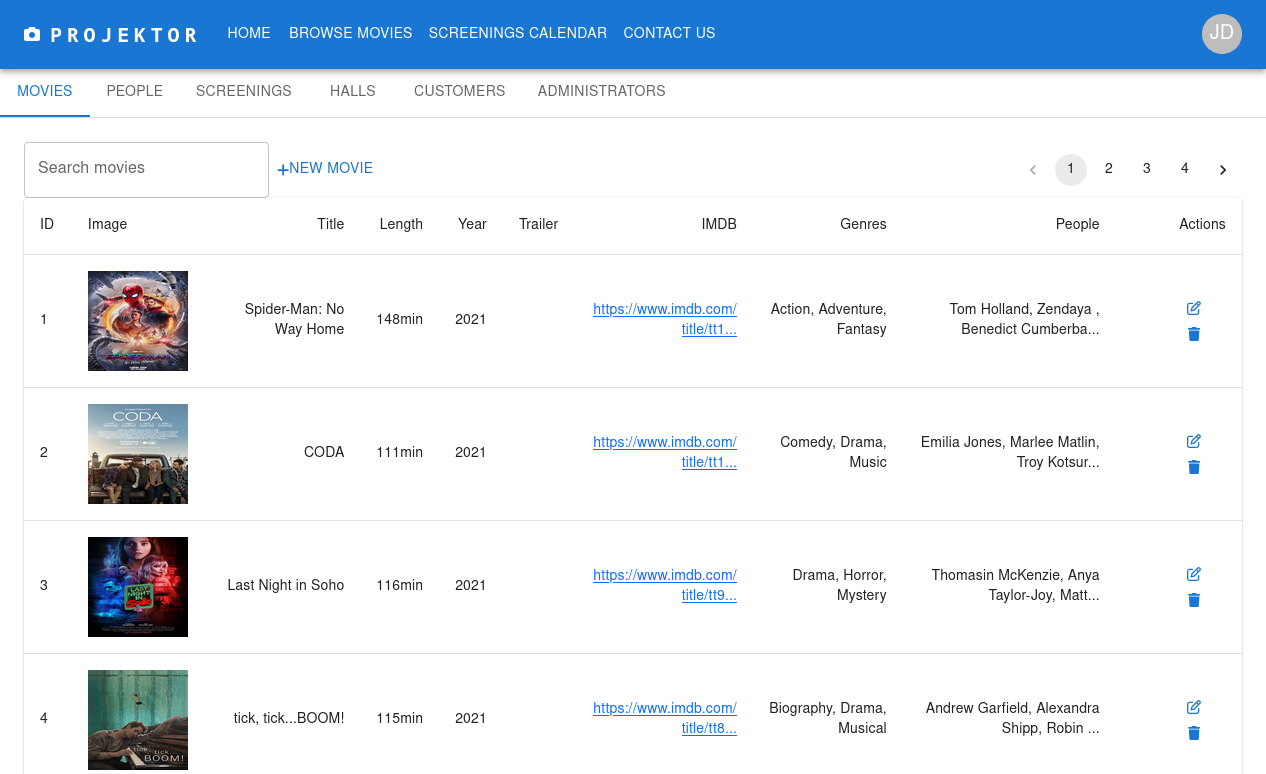 PROJEKTOR HOME BROWSE MOVIES SCREENINGS CALENDAR CONTACT US JD
MOVIES PEOPLE SCREENINGS HALLS CUSTOMERS ADMINISTRATORS
Search movies +NEW MOVIE ‹ 1 2 3 4 ›
ID Image Title Length Year Trailer IMDB Genres People Actions
1
Spider-Man: No
Way Home
148min
2021
https://www.imdb.com/
title/tt1...
Action, Adventure,
Fantasy
Tom Holland, Zendaya ,
Benedict Cumberba...
CODA
2
CODA
111min
2021
https://www.imdb.com/
title/tt1...
Comedy, Drama,
Music
Emilia Jones, Marlee Matlin,
Troy Kotsur...
LAST
NIGHT IN
SOHO
3
Last Night in Soho
116min
2021
https://www.imdb.com/
title/tt9...
Drama, Horror,
Mystery
Thomasin McKenzie, Anya
Taylor-Joy, Matt...
tick, tick...
BOOM!
4
tick, tick...BOOM!
115min
2021
https://www.imdb.com/
title/tt8...
Biography, Drama,
Musical
Andrew Garfield, Alexandra
Shipp, Robin ...